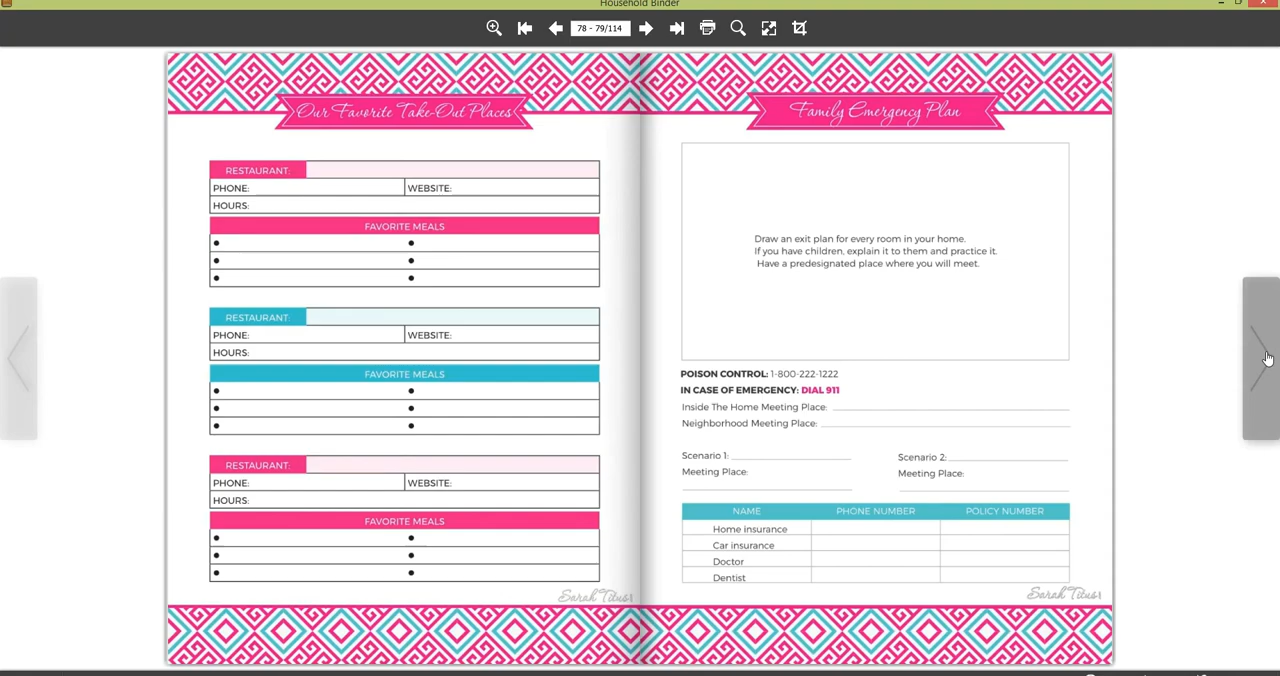 Household Binder
78 - 79/114
Our Favorite Take-Out Places
RESTAURANT:
PHONE: WEBSITE:
HOURS:
FAVORITE MEALS
RESTAURANT:
PHONE: WEBSITE:
HOURS:
FAVORITE MEALS
RESTAURANT:
PHONE: WEBSITE:
HOURS:
FAVORITE MEALS
Sarah Titus!
Family Emergency Plan
Draw an exit plan for every room in your home.
If you have children, explain it to them and practice it.
Have a predesignated place where you will meet.
POISON CONTROL: 1-800-222-1222
IN CASE OF EMERGENCY: DIAL 911
Inside The Home Meeting Place:
Neighborhood Meeting Place:
Scenario 1: Scenario 2:
Meeting Place: Meeting Place:
NAME PHONE NUMBER POLICY NUMBER
Home insurance
Car insurance
Doctor
Dentist
Sarah Titus!